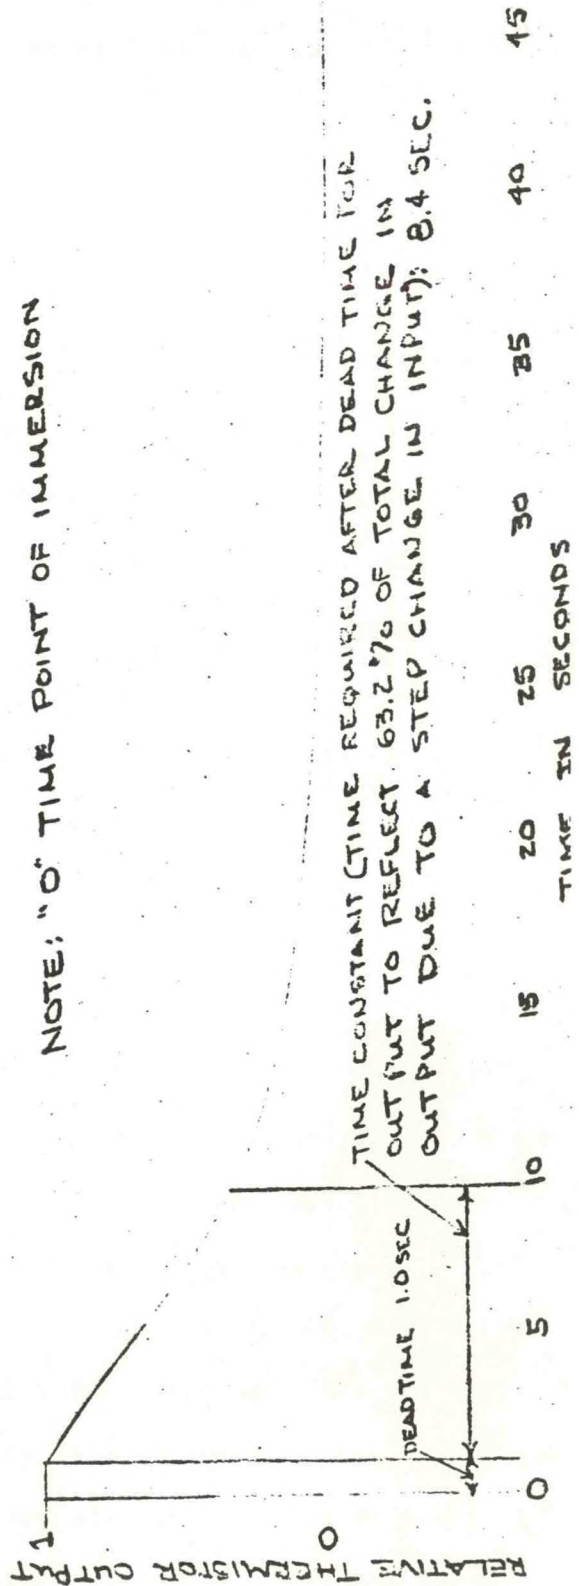 NOTE: "O" TIME POINT OF IMMERSION
1
RELATIVE THERMISTOR OUTPUT
0
TIME CONSTANT (TIME REQUIRED AFTER DEAD TIME FOR
OUTPUT TO REFLECT 63.2% OF TOTAL CHANGE IN
OUTPUT DUE TO A STEP CHANGE IN INPUT): 8.4 SEC.
DEADTIME 1.0 SEC
0 5 10 15 20 25 30 35 40 45
TIME IN SECONDS